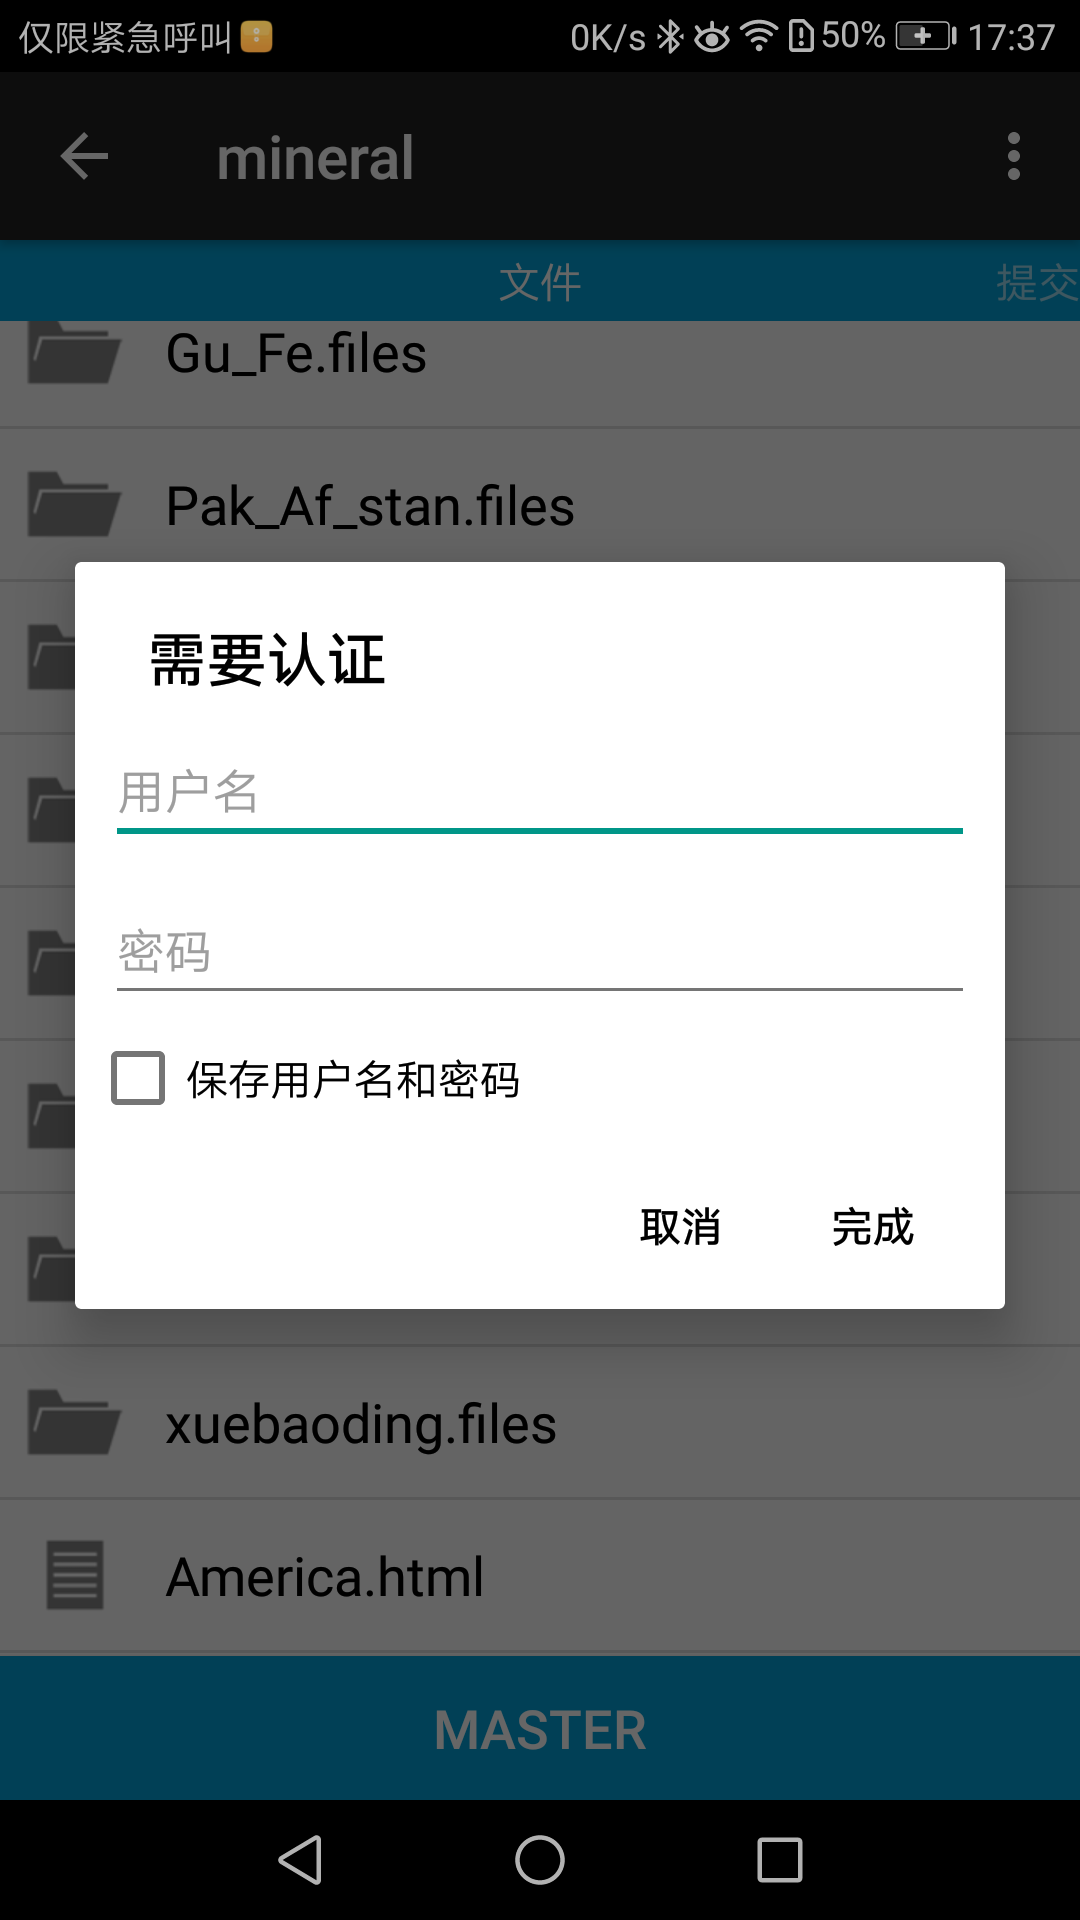 仅限紧急呼叫
0K/s 50% 17:37
mineral
文件 提交
Gu_Fe.files
Pak_Af_stan.files
需要认证
用户名
密码
保存用户名和密码
取消 完成
xuebaoding.files
America.html
MASTER